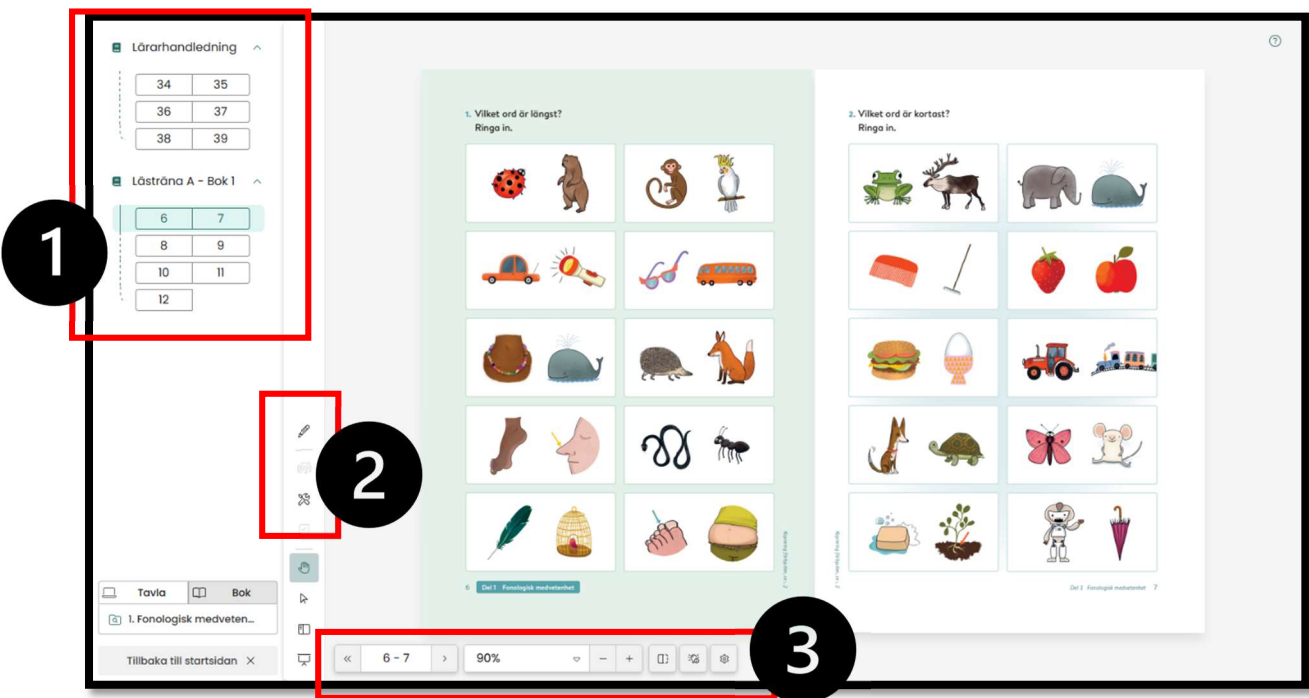 Lärarhandledning
34 35
36 37
38 39
Lästräna A - Bok 1
6 7
8 9
10 11
12
1
2
Tavla Bok
1. Fonologisk medveten...
Tillbaka till startsidan
1. Vilket ord är längst?
Ringa in.
6 Del 1 Fonologisk medvetenhet
2. Vilket ord är kortast?
Ringa in.
Del 1 Fonologisk medvetenhet 7
6 - 7
90%
3